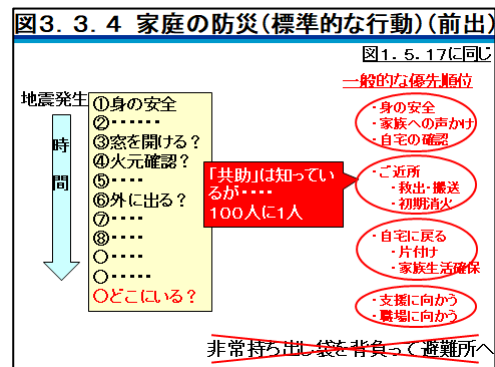 図3.3.4 家庭の防災(標準的な行動)(前出)
図1.5.17に同じ
一般的な優先順位
地震発生
時
間
①身の安全
②・・・・・・
③窓を開ける?
④火元確認?
⑤・・・・
⑥外に出る?
⑦・・・・
⑧・・・・
○・・・・
○・・・・・
○どこにいる?
「共助」は知ってい
るが・・・・
100人に1人
・身の安全
・家族への声かけ
・自宅の確認
・ご近所
・救出・搬送
・初期消火
・自宅に戻る
・片付け
・家族生活確保
・支援に向かう
・職場に向かう
非常持ち出し袋を背負って避難所へ